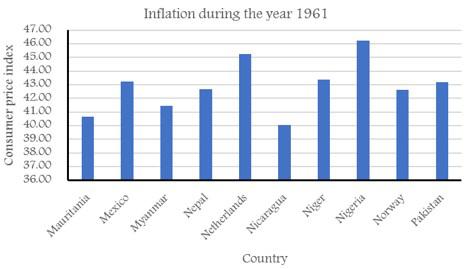 Inflation during the year 1961
Consumer price index
47.00
46.00
45.00
44.00
43.00
42.00
41.00
40.00
39.00
38.00
37.00
36.00
Mauritania
Mexico
Myanmar
Nepal
Netherlands
Nicaragua
Niger
Nigeria
Norway
Pakistan
Country